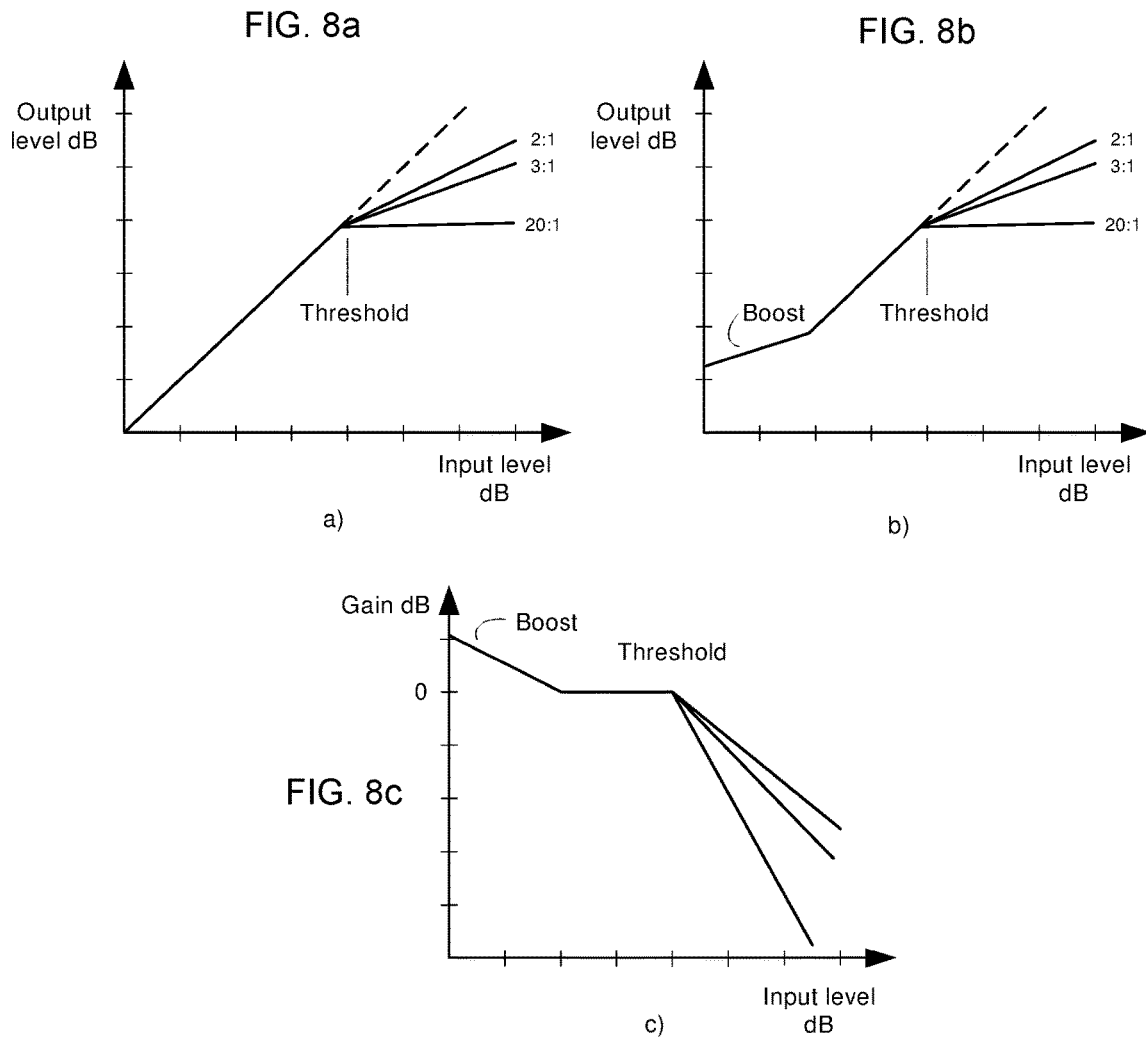 FIG. 8a
Output
level dB
2:1
3:1
20:1
Threshold
Input level
dB
a)
FIG. 8b
Output
level dB
2:1
3:1
20:1
Boost
Threshold
Input level
dB
b)
Gain dB
Boost
Threshold
0
FIG. 8c
Input level
dB
c)